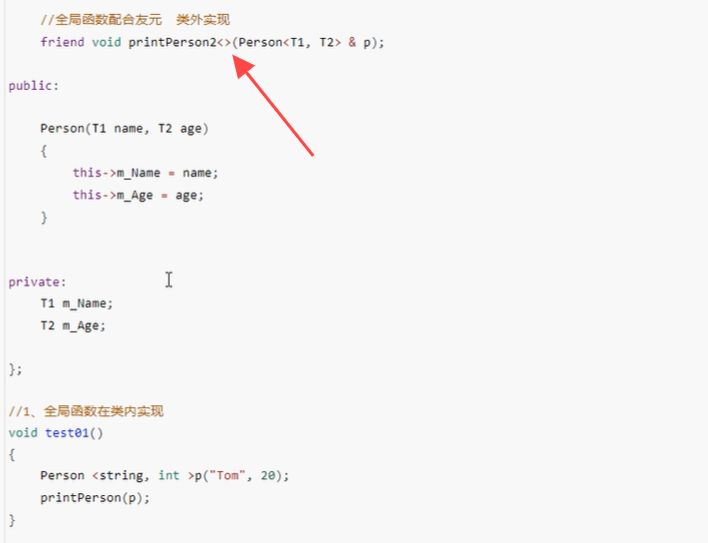 //全局函数配合友元  类外实现
friend void printPerson2<>(Person<T1, T2> & p);
public:
Person(T1 name, T2 age)
{
this->m_Name = name;
this->m_Age = age;
}
private:
T1 m_Name;
T2 m_Age;
};
//1、全局函数在类内实现
void test01()
{
Person <string, int >p("Tom", 20);
printPerson(p);
}